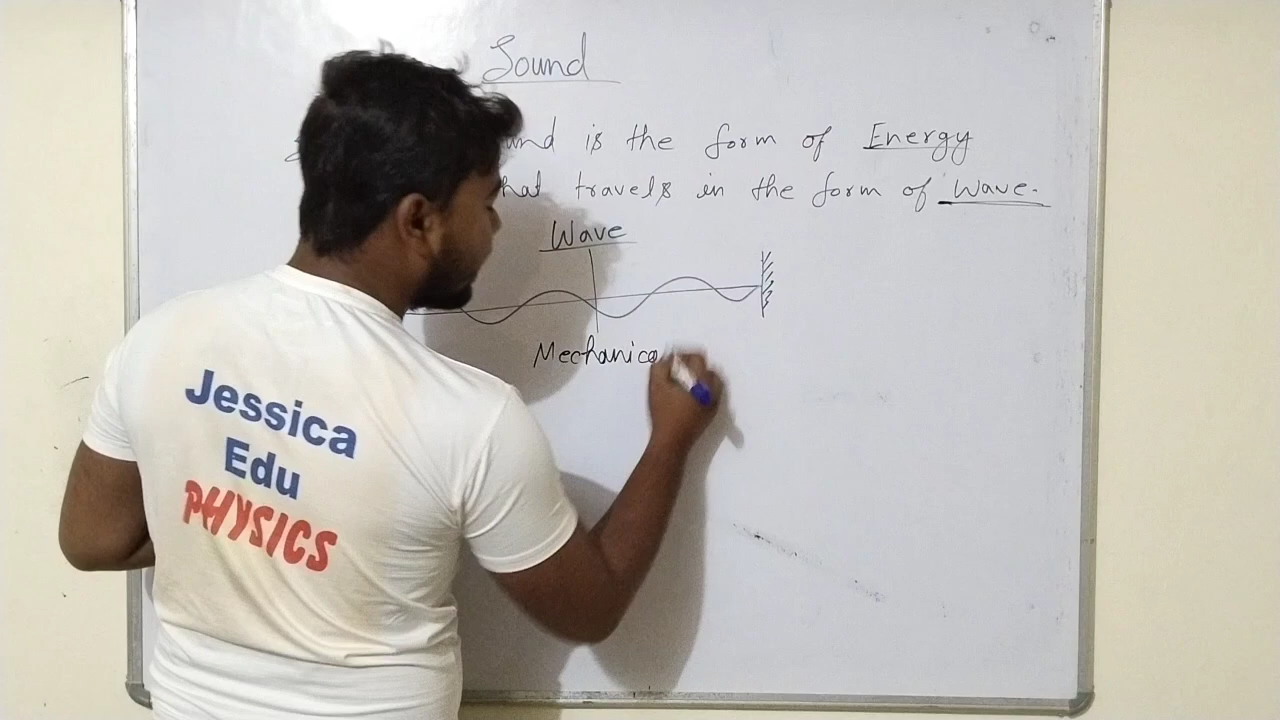 Sound
und is the form of Energy
hat travels in the form of Wave.
Wave
Mechanica
Jessica
Edu
PHYSICS